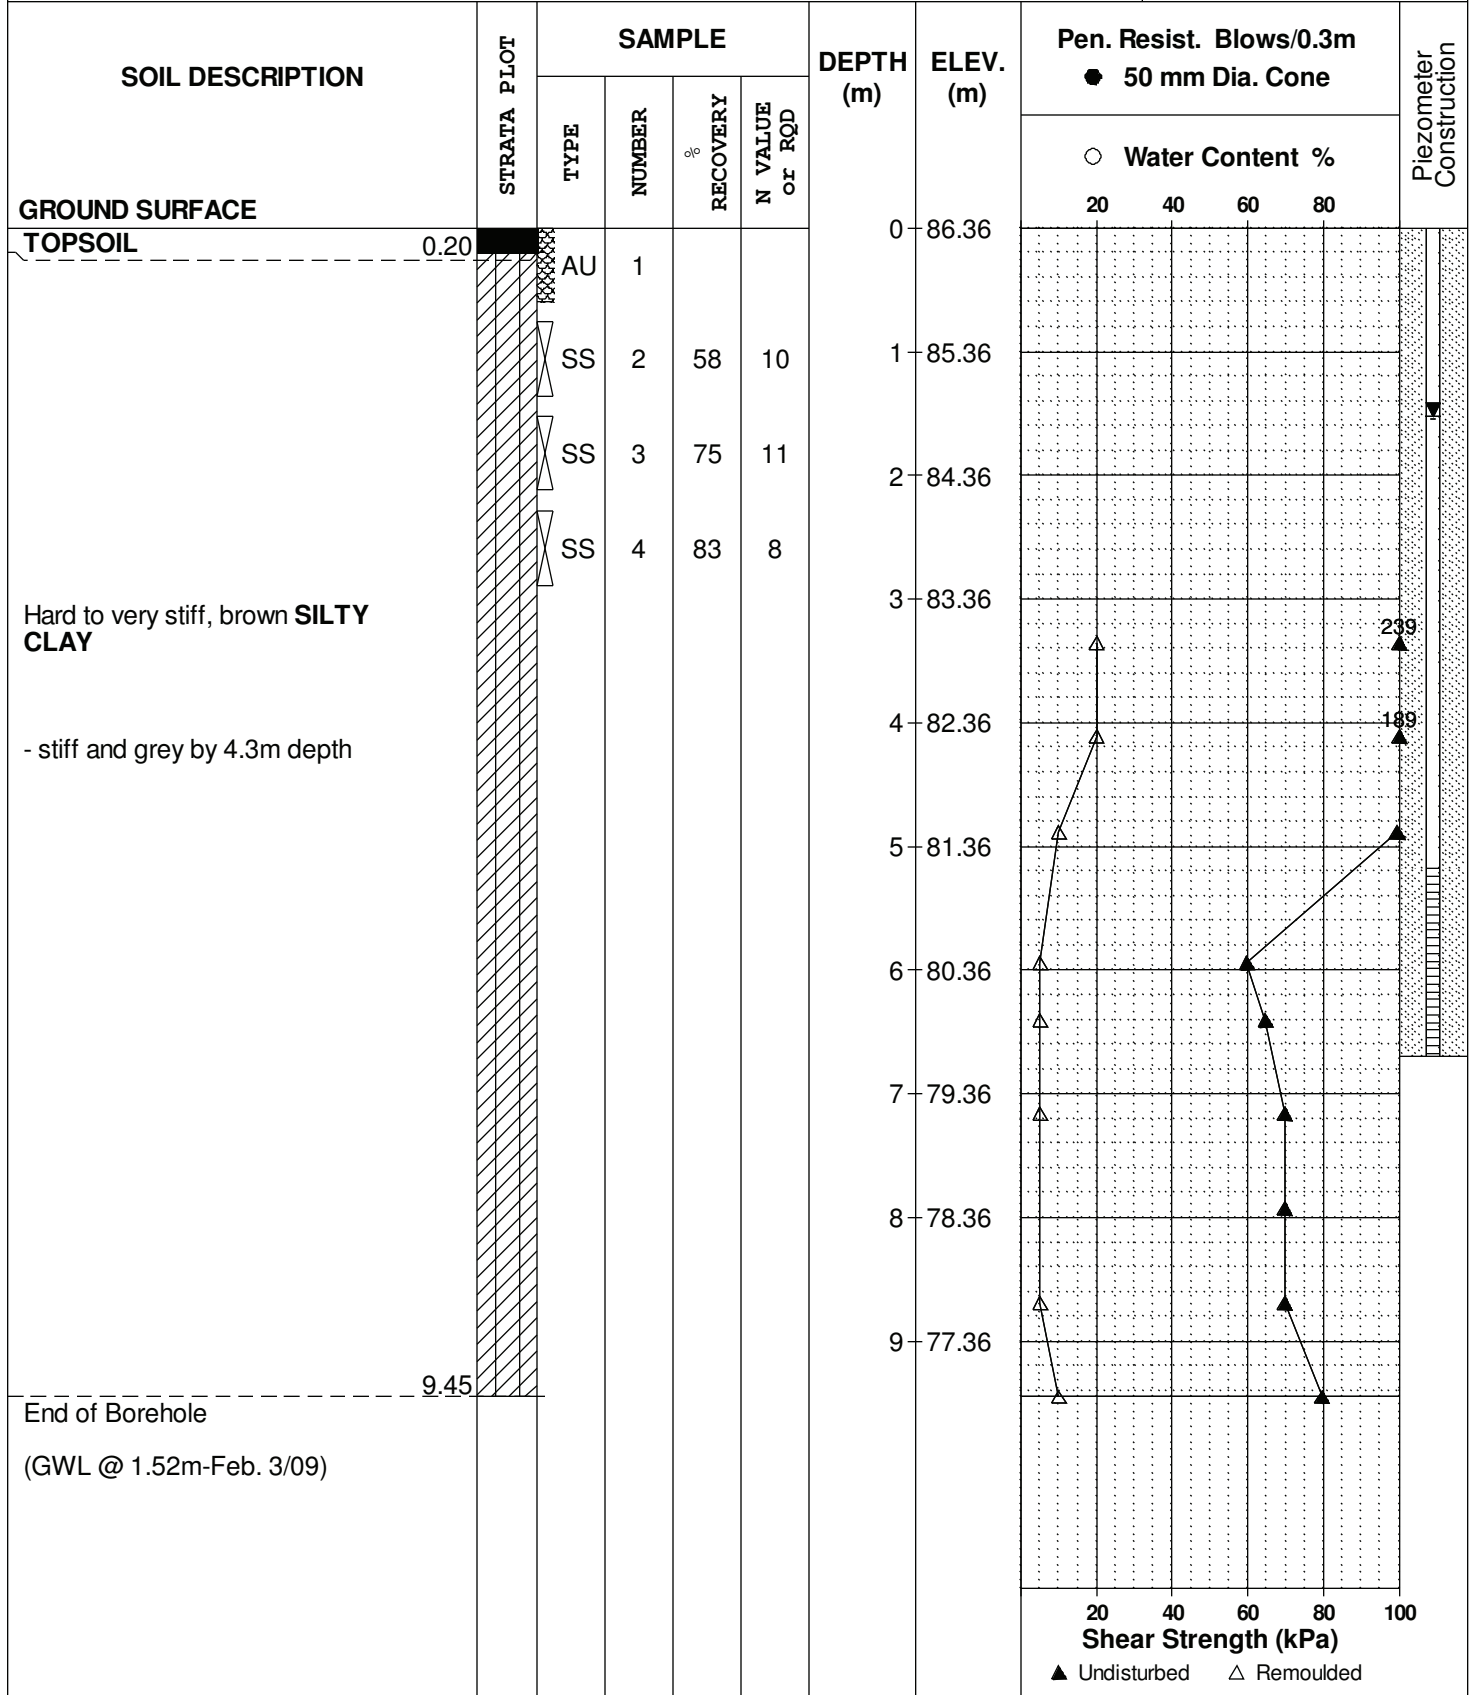 SOIL DESCRIPTION
GROUND SURFACE
STRATA PLOT
SAMPLE
TYPE
NUMBER
%
RECOVERY
N VALUE
or RQD
DEPTH
(m)
ELEV.
(m)
Pen. Resist. Blows/0.3m
● 50 mm Dia. Cone
○ Water Content %
20 40 60 80
Piezometer
Construction
TOPSOIL 0.20
AU 1
SS 2 58 10
SS 3 75 11
SS 4 83 8
0 86.36
1 85.36
2 84.36
3 83.36
4 82.36
5 81.36
6 80.36
7 79.36
8 78.36
9 77.36
Hard to very stiff, brown SILTY
CLAY
239
189
- stiff and grey by 4.3m depth
9.45
End of Borehole
(GWL @ 1.52m-Feb. 3/09)
20 40 60 80 100
Shear Strength (kPa)
▲ Undisturbed △ Remoulded